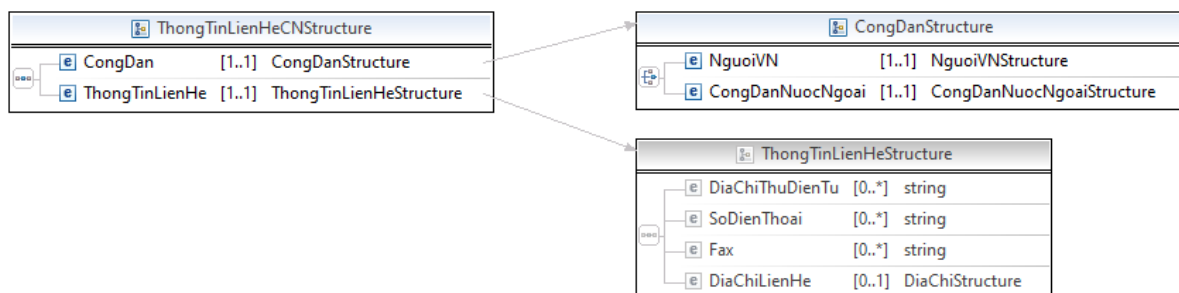 ThongTinLienHeCNStructure
e CongDan [1..1] CongDanStructure
e ThongTinLienHe [1..1] ThongTinLienHeStructure
CongDanStructure
e NguoiVN [1..1] NguoiVNStructure
e CongDanNuocNgoai [1..1] CongDanNuocNgoaiStructure
ThongTinLienHeStructure
e DiaChiThuDienTu [0..*] string
e SoDienThoai [0..*] string
e Fax [0..*] string
e DiaChiLienHe [0..1] DiaChiStructure